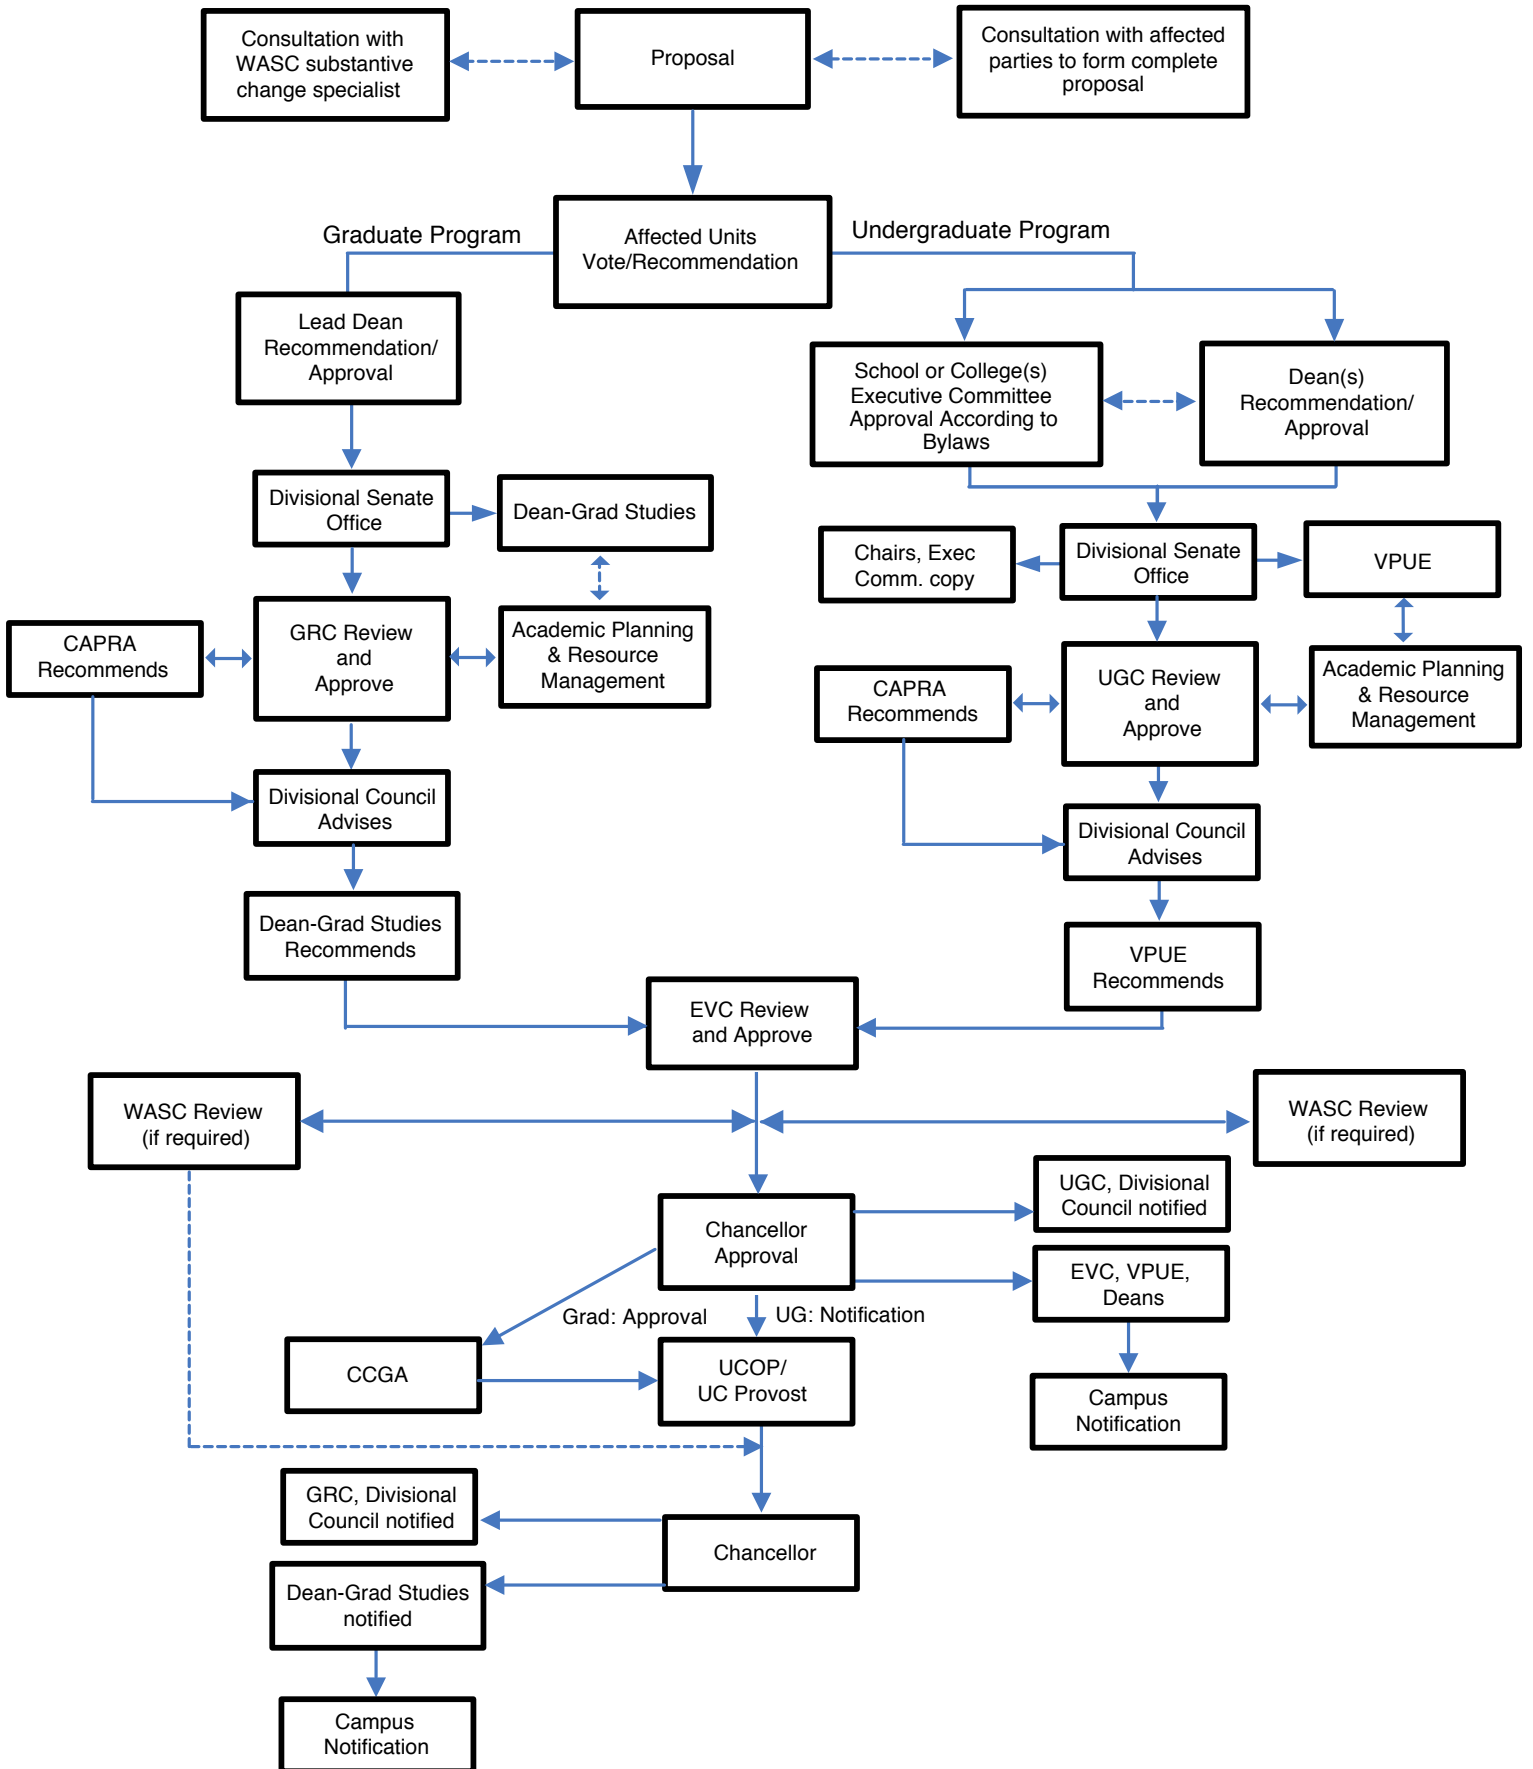 Consultation with
WASC substantive
change specialist
Proposal
Consultation with affected
parties to form complete
proposal
Graduate Program
Affected Units
Vote/Recommendation
Undergraduate Program
Lead Dean
Recommendation/
Approval
School or College(s)
Executive Committee
Approval According to
Bylaws
Dean(s)
Recommendation/
Approval
Divisional Senate
Office
Dean-Grad Studies
Chairs, Exec
Comm. copy
Divisional Senate
Office
VPUE
CAPRA
Recommends
GRC Review
and
Approve
Academic Planning
& Resource
Management
CAPRA
Recommends
UGC Review
and
Approve
Academic Planning
& Resource
Management
Divisional Council
Advises
Divisional Council
Advises
Dean-Grad Studies
Recommends
VPUE
Recommends
EVC Review
and Approve
WASC Review
(if required)
WASC Review
(if required)
Chancellor
Approval
UGC, Divisional
Council notified
EVC, VPUE,
Deans
Grad: Approval
UG: Notification
CCGA
UCOP/
UC Provost
Campus
Notification
GRC, Divisional
Council notified
Chancellor
Dean-Grad Studies
notified
Campus
Notification